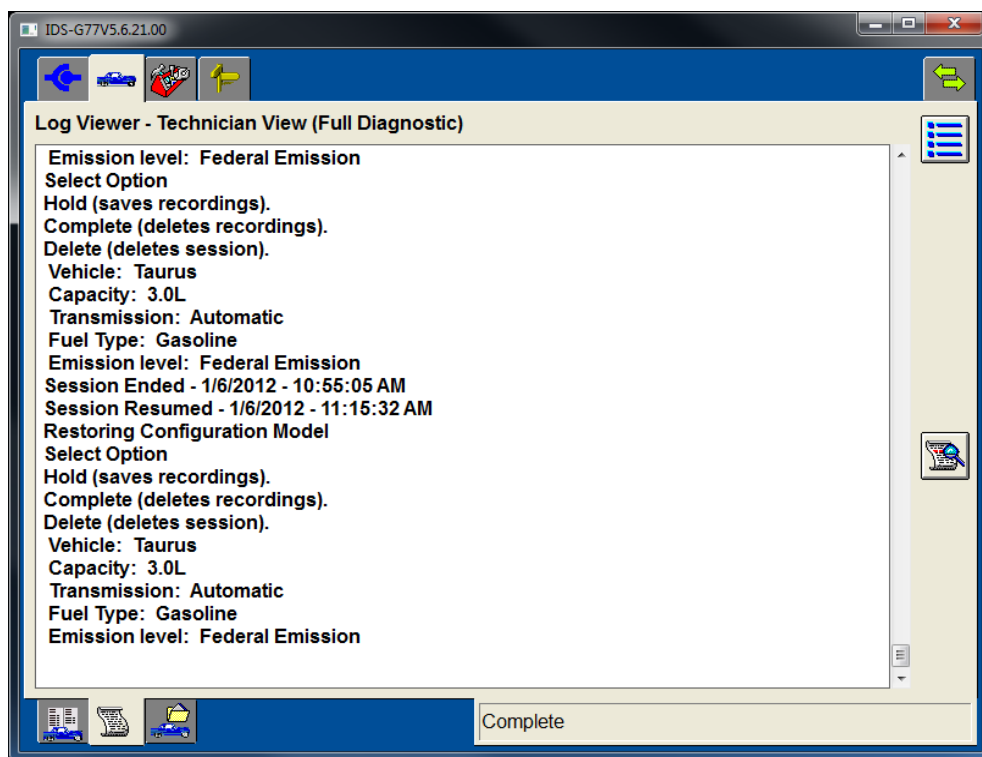 IDS-G77V5.6.21.00
Log Viewer - Technician View (Full Diagnostic)
Emission level: Federal Emission
Select Option
Hold (saves recordings).
Complete (deletes recordings).
Delete (deletes session).
Vehicle: Taurus
Capacity: 3.0L
Transmission: Automatic
Fuel Type: Gasoline
Emission level: Federal Emission
Session Ended - 1/6/2012 - 10:55:05 AM
Session Resumed - 1/6/2012 - 11:15:32 AM
Restoring Configuration Model
Select Option
Hold (saves recordings).
Complete (deletes recordings).
Delete (deletes session).
Vehicle: Taurus
Capacity: 3.0L
Transmission: Automatic
Fuel Type: Gasoline
Emission level: Federal Emission
Complete